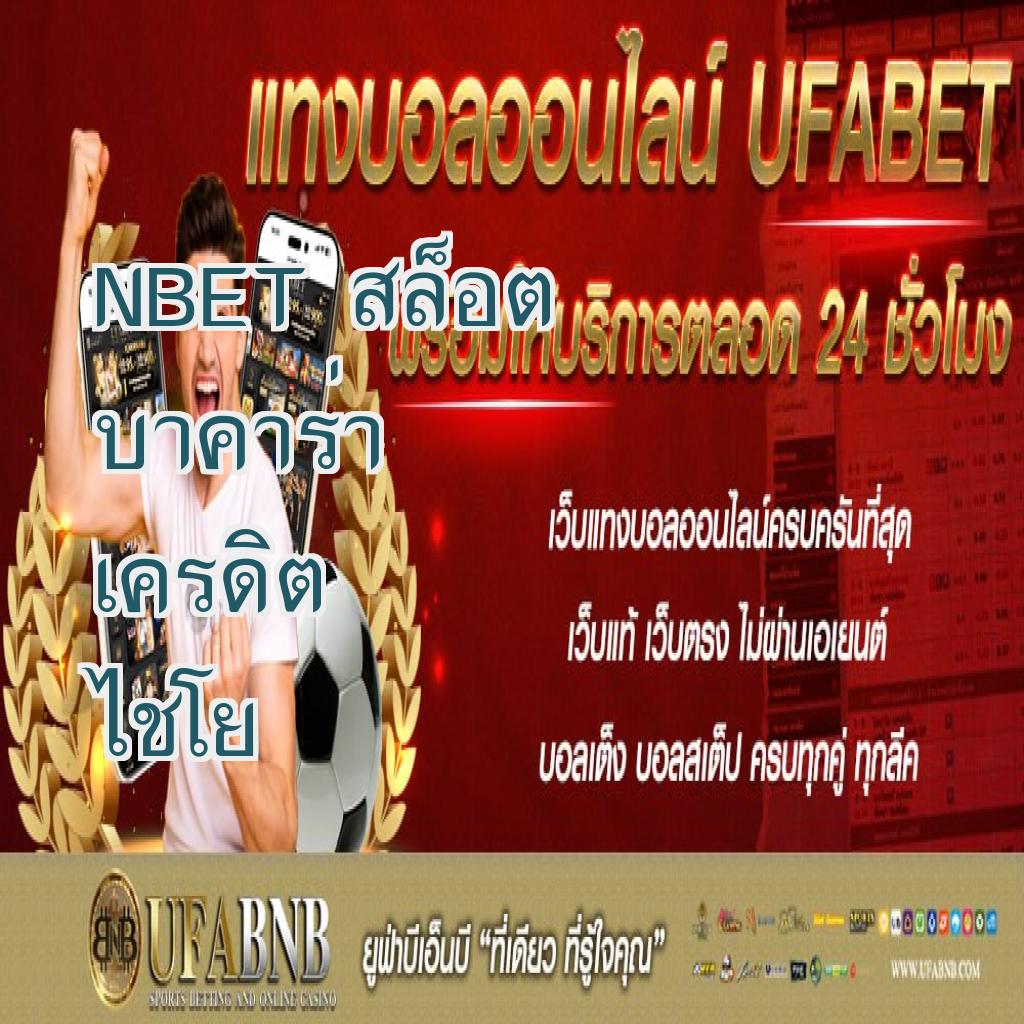 แทงบอลออนไลน์ UFABET
พร้อมให้บริการตลอด 24 ชั่วโมง
NBET สล็อต
บาคาร่า
เครดิต
ไชโย
เว็บแทงบอลออนไลน์ครบครันที่สุด
เว็บแท้ เว็บตรง ไม่ผ่านเอเยนต์
บอลเต็ง บอลสเต็ป ครบทุกคู่ ทุกลีค
BNB
UFABNB
SPORTS BETTING AND ONLINE CASINO
ยูฟ่าบีเอ็นบี “ที่เดียว ที่รู้ใจคุณ”
WWW.UFABNB.COM